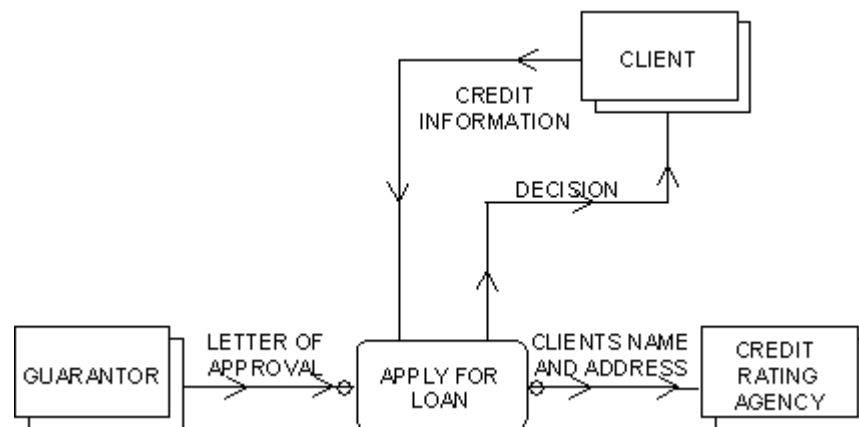 CLIENT
CREDIT
INFORMATION
DECISION
LETTER OF
APPROVAL
CLIENTS NAME
AND ADDRESS
GUARANTOR
APPLY FOR
LOAN
CREDIT
RATING
AGENCY